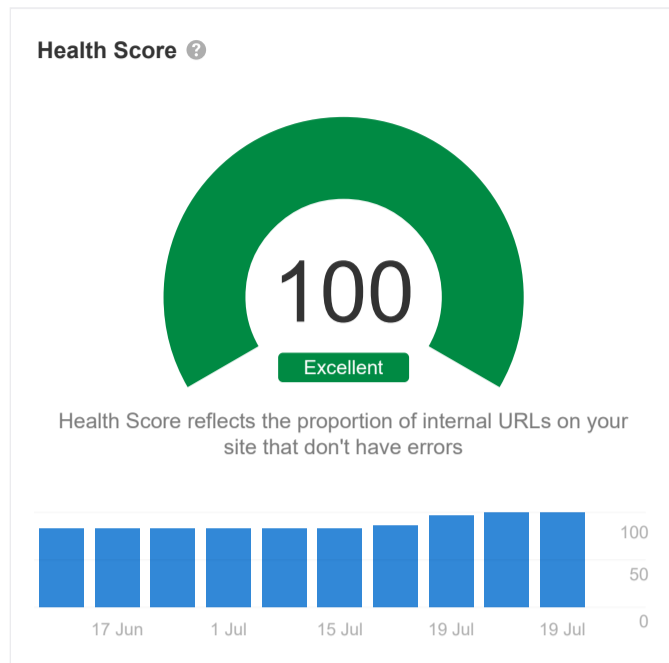 Health Score ?
100
Excellent
Health Score reflects the proportion of internal URLs on your
site that don't have errors
100
50
0
17 Jun 1 Jul 15 Jul 19 Jul 19 Jul